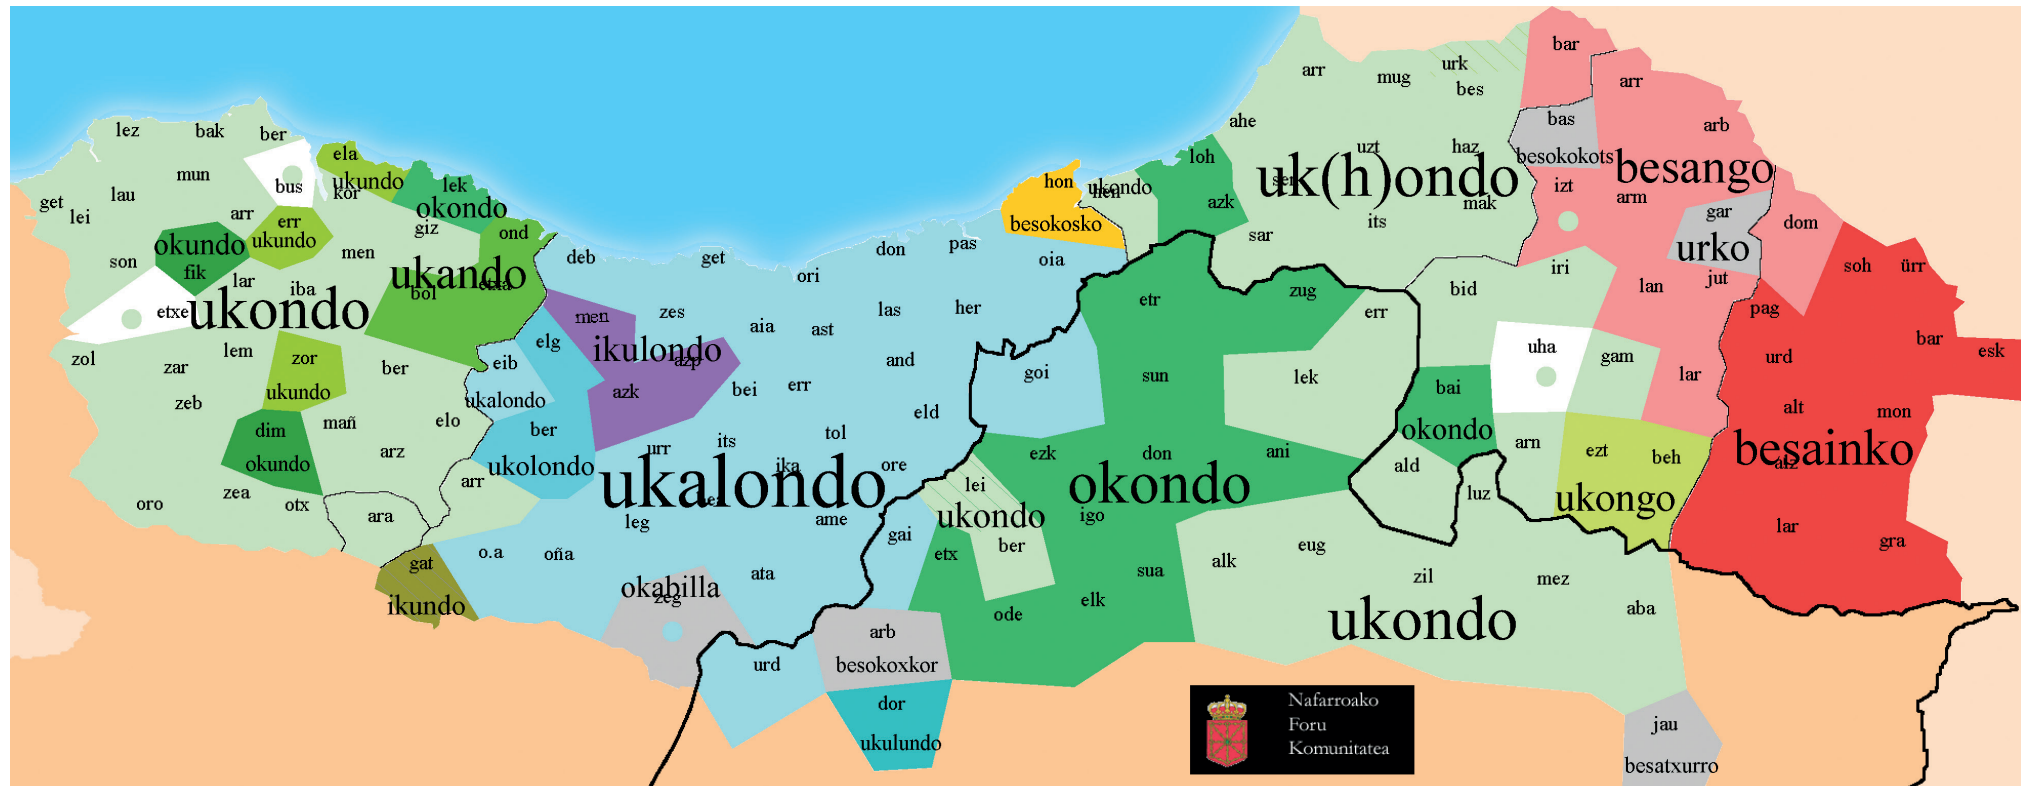 lez
bak
ber
mun
lau
get
lei
arr
son
bus
ela
ukundo
kor
lek
okondo
giz
ond
err
ukundo
okundo
fik
men
lar
iba
ukando
bol
etxa
etxe
ukondo
zol
zar
lem
zor
ukundo
zeb
ber
dim
okundo
mañ
elo
arz
zea
otx
oro
ara
arr
gat
ikundo
deb
get
ori
don
pas
oia
hon
besokosko
men
zes
elg
ikulondo
azp
eib
ukalondo
azk
ber
ukolondo
aia
ast
las
her
and
bei
err
eld
its
tol
urr
ika
ore
ukalondo
leg
ame
o.a
oña
ata
okabilla
zeg
gai
urd
arb
besokoxkor
dor
ukulundo
goi
hen
ukondo
loh
azk
ahe
arr
mug
urk
bes
uzt
haz
uk(h)ondo
ser
mak
its
sar
bar
arr
bas
besokokots
arb
besango
izt
arm
gar
urko
dom
jut
iri
lan
pag
soh
ürr
etr
zug
err
bid
uha
gam
lar
urd
bar
esk
sun
lek
bai
okondo
alt
mon
besainko
altz
ezk
don
ani
okondo
igo
lei
ukondo
ber
etx
ode
elk
sua
ald
luz
arn
ezt
beh
ukongo
lar
gra
alk
eug
zil
mez
aba
ukondo
jau
besatxurro
Nafarroako
Foru
Komunitatea